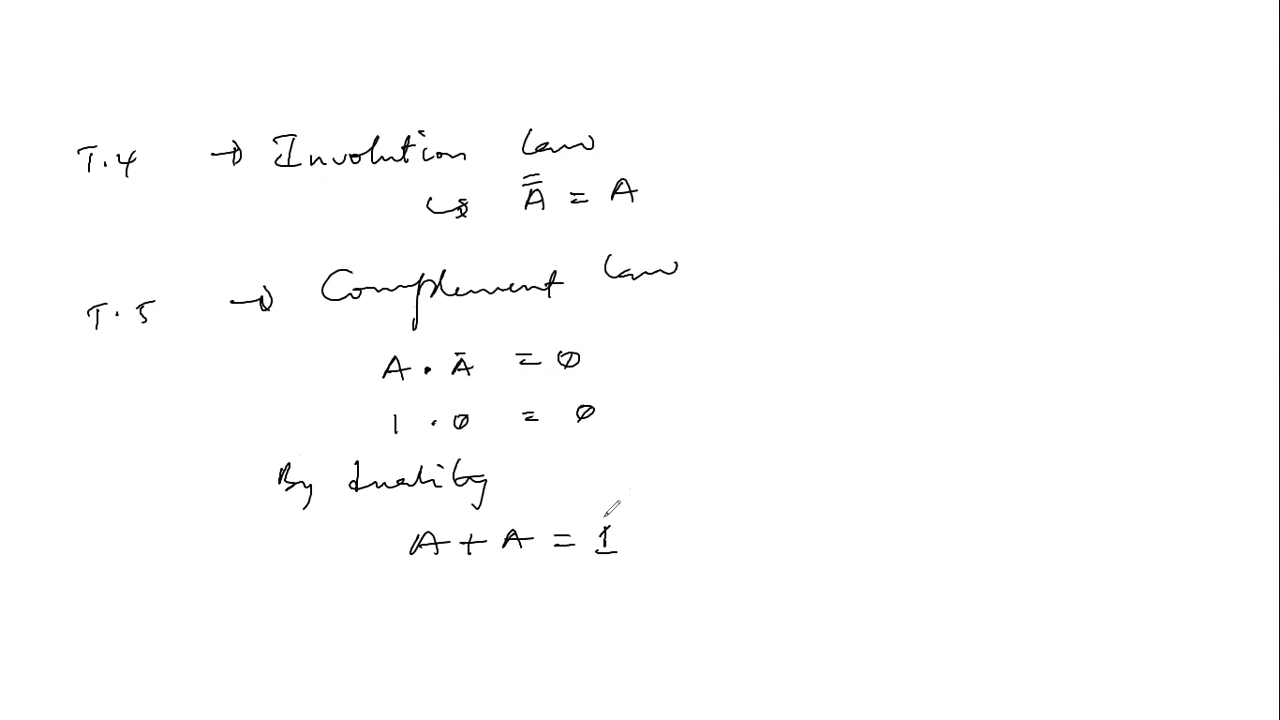 T.4 → Involution law
↳ A̿ = A
T.5 → Complement law
A . Ā = 0
1 . 0 = 0
By duality
A + A = 1